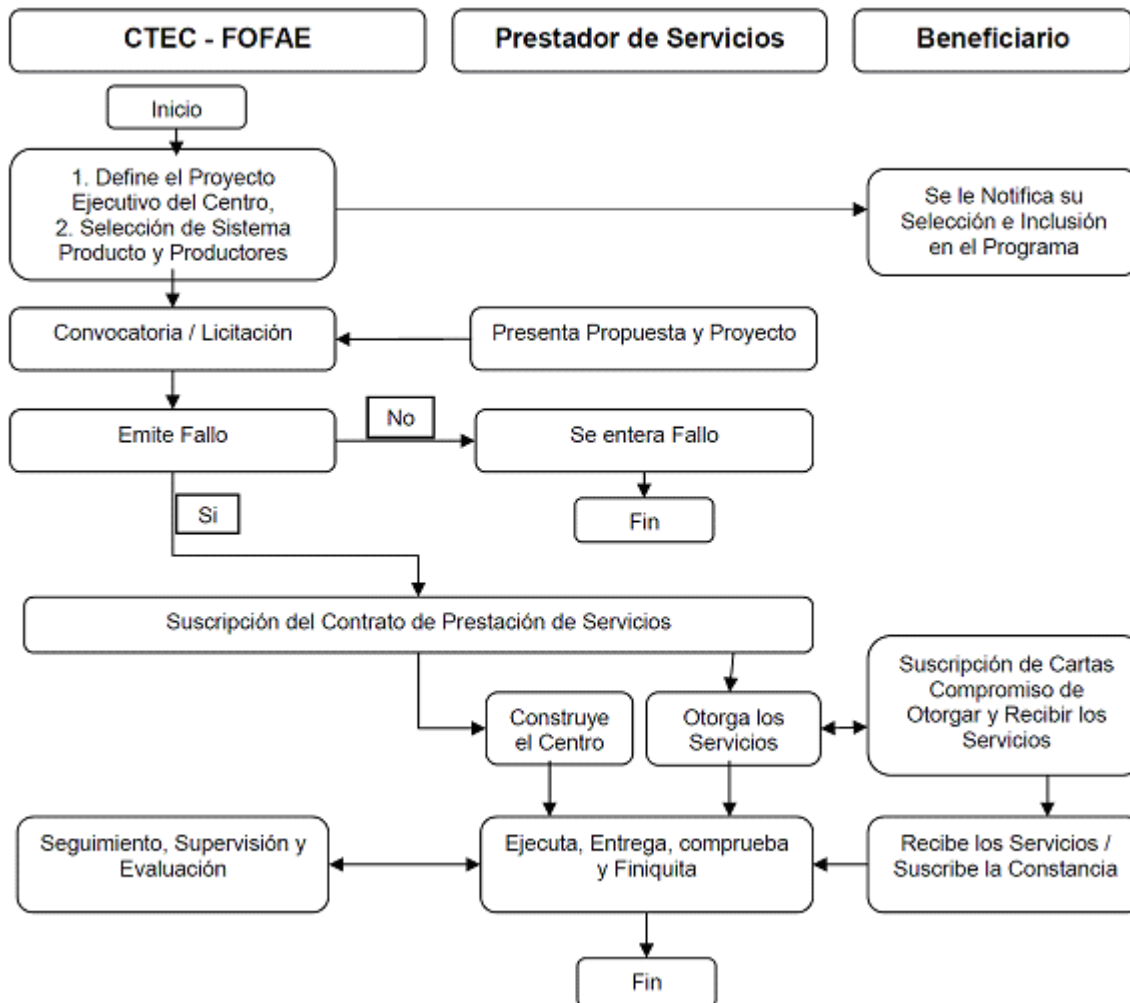 CTEC - FOFAE
Prestador de Servicios
Beneficiario
Inicio
1. Define el Proyecto
Ejecutivo del Centro,
2. Selección de Sistema
Producto y Productores
Se le Notifica su
Selección e Inclusión
en el Programa
Convocatoria / Licitación
Presenta Propuesta y Proyecto
Emite Fallo
No
Se entera Fallo
Si
Fin
Suscripción del Contrato de Prestación de Servicios
Construye
el Centro
Otorga los
Servicios
Suscripción de Cartas
Compromiso de
Otorgar y Recibir los
Servicios
Seguimiento, Supervisión y
Evaluación
Ejecuta, Entrega, comprueba
y Finiquita
Recibe los Servicios /
Suscribe la Constancia
Fin